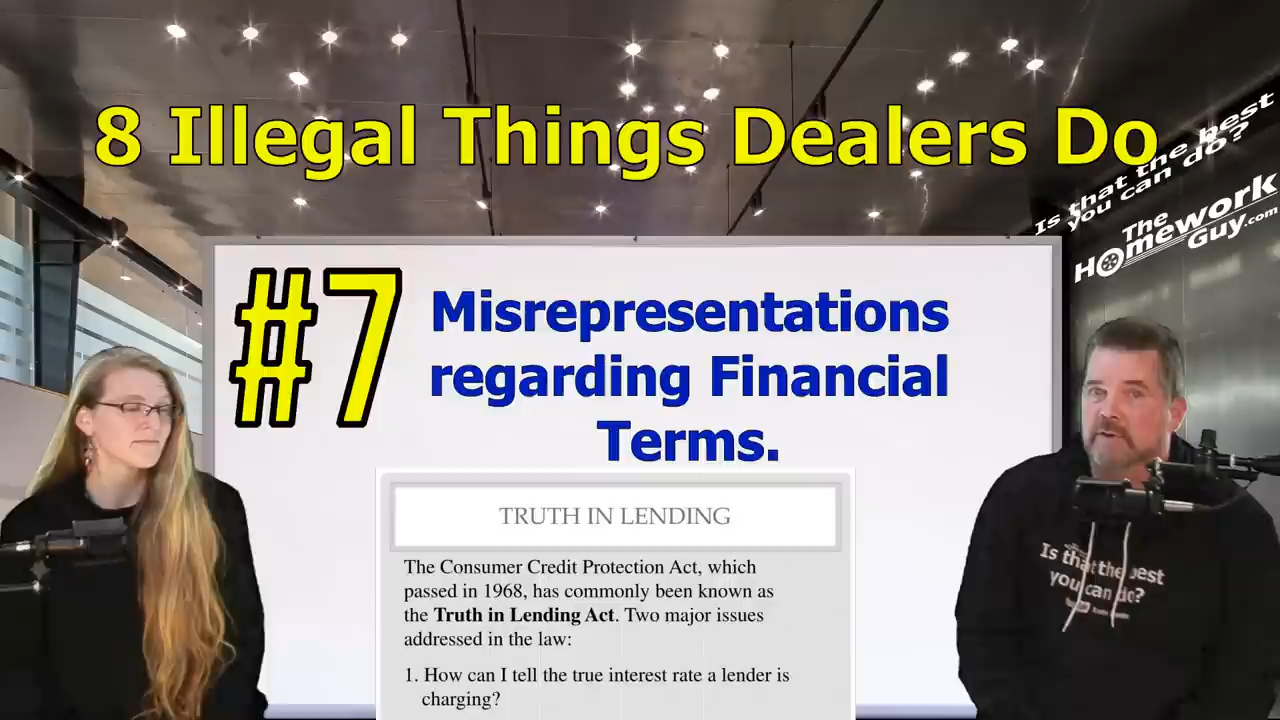 8 Illegal Things Dealers Do
Is that the best
you can do?
The
Homework
Guy.com
#7
Misrepresentations
regarding Financial
Terms.
TRUTH IN LENDING
The Consumer Credit Protection Act, which
passed in 1968, has commonly been known as
the Truth in Lending Act. Two major issues
addressed in the law:
1. How can I tell the true interest rate a lender is
charging?
Is that the best
you can do?